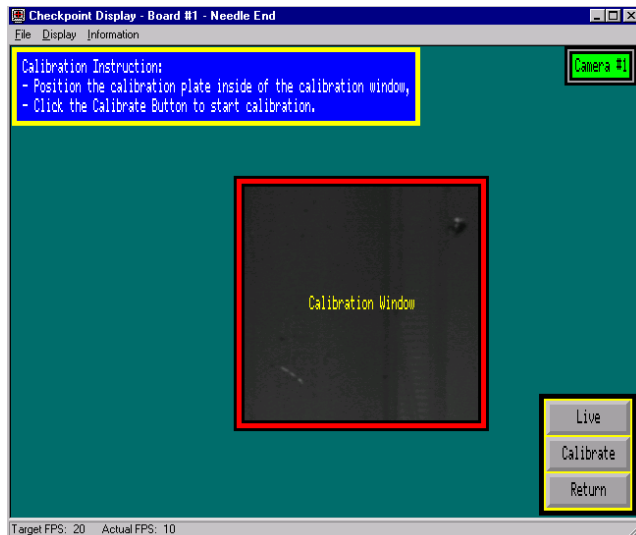 Checkpoint Display - Board #1 - Needle End
File Display Information
Calibration Instruction:
- Position the calibration plate inside of the calibration window,
- Click the Calibrate Button to start calibration.
Camera #1
Calibration Window
Live
Calibrate
Return
Target FPS: 20 Actual FPS: 10